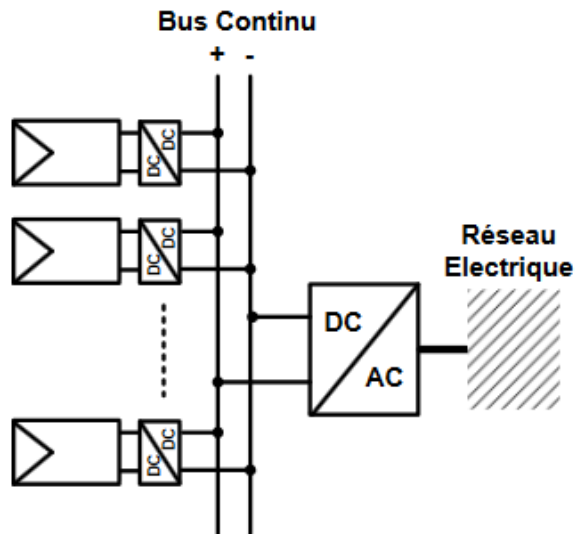 Bus Continu
+ -
DC DC
DC DC
Réseau
Electrique
DC
AC
DC DC